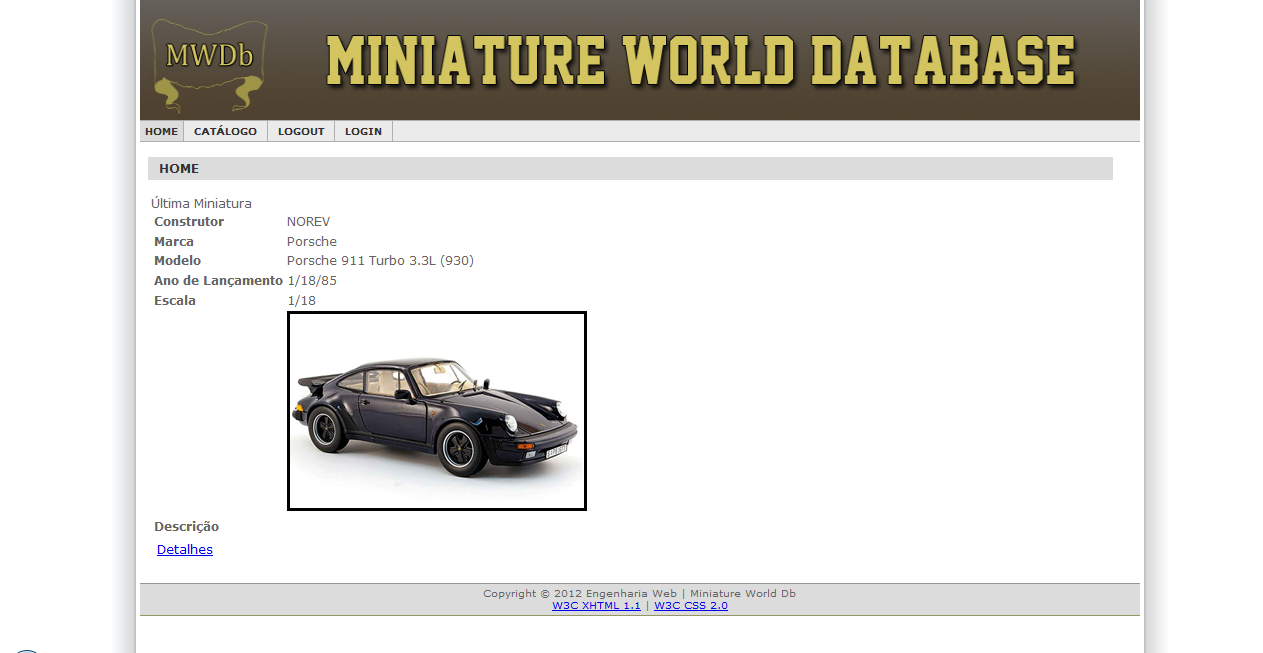 MWDb
MINIATURE WORLD DATABASE
HOME CATÁLOGO LOGOUT LOGIN
HOME
Última Miniatura
Construtor NOREV
Marca Porsche
Modelo Porsche 911 Turbo 3.3L (930)
Ano de Lançamento 1/18/85
Escala 1/18
Descrição
Detalhes
Copyright © 2012 Engenharia Web | Miniature World Db
W3C XHTML 1.1 | W3C CSS 2.0